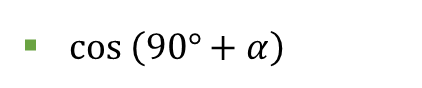 ▪ cos (90° + α)